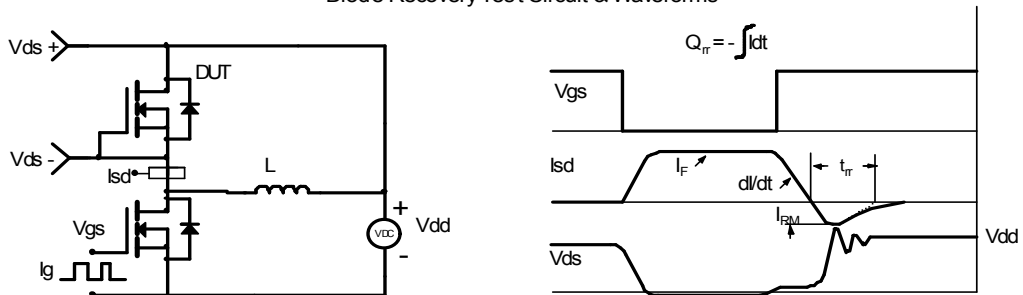 Diode Recovery Test Circuit & Waveforms
Vds +
DUT
Vds -
Isd
L
Vgs
Ig
VDC
+
-
Vdd
Qrr = - ∫Idt
Vgs
Isd
IF
dI/dt
trr
IRM
Vds
Vdd